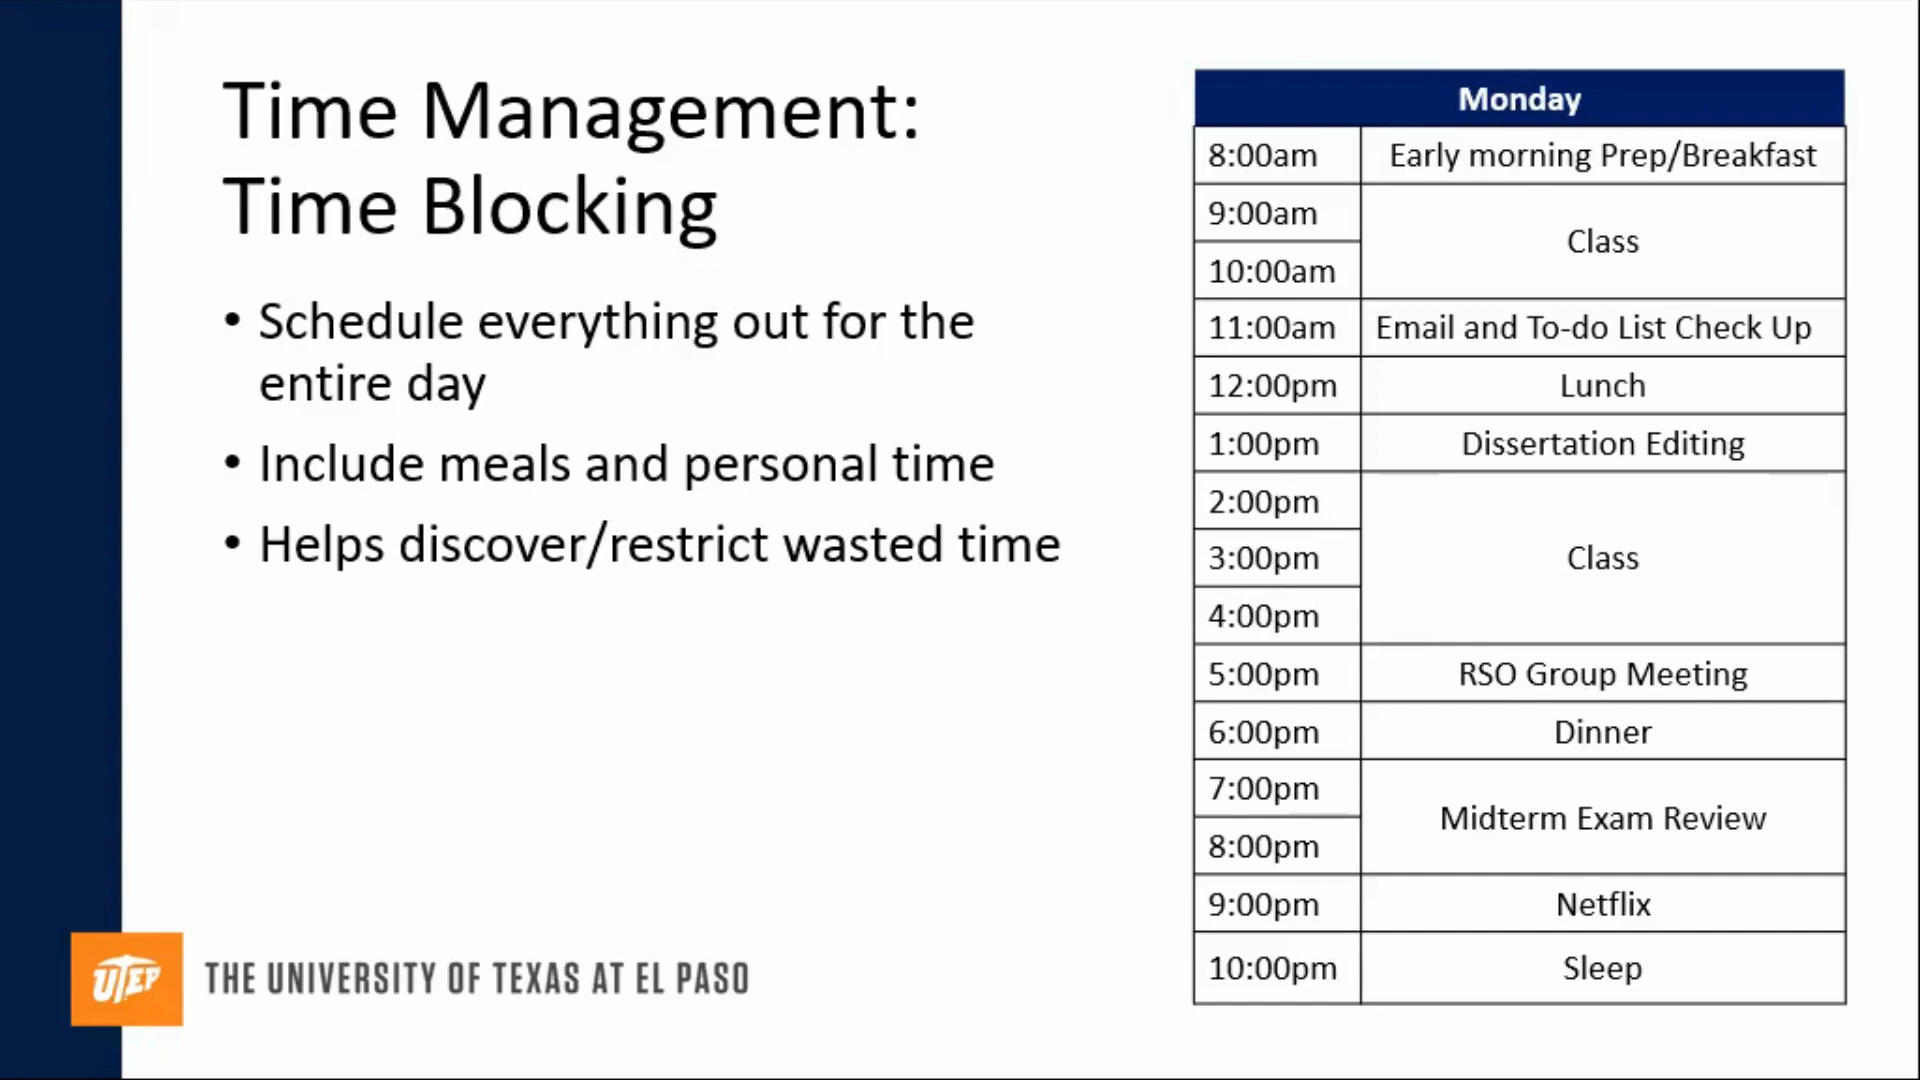 Time Management:
Time Blocking
• Schedule everything out for the
entire day
• Include meals and personal time
• Helps discover/restrict wasted time
Monday
8:00am Early morning Prep/Breakfast
9:00am
Class
10:00am
11:00am Email and To-do List Check Up
12:00pm Lunch
1:00pm Dissertation Editing
2:00pm
3:00pm Class
4:00pm
5:00pm RSO Group Meeting
6:00pm Dinner
7:00pm
Midterm Exam Review
8:00pm
9:00pm Netflix
10:00pm Sleep
UTEP THE UNIVERSITY OF TEXAS AT EL PASO